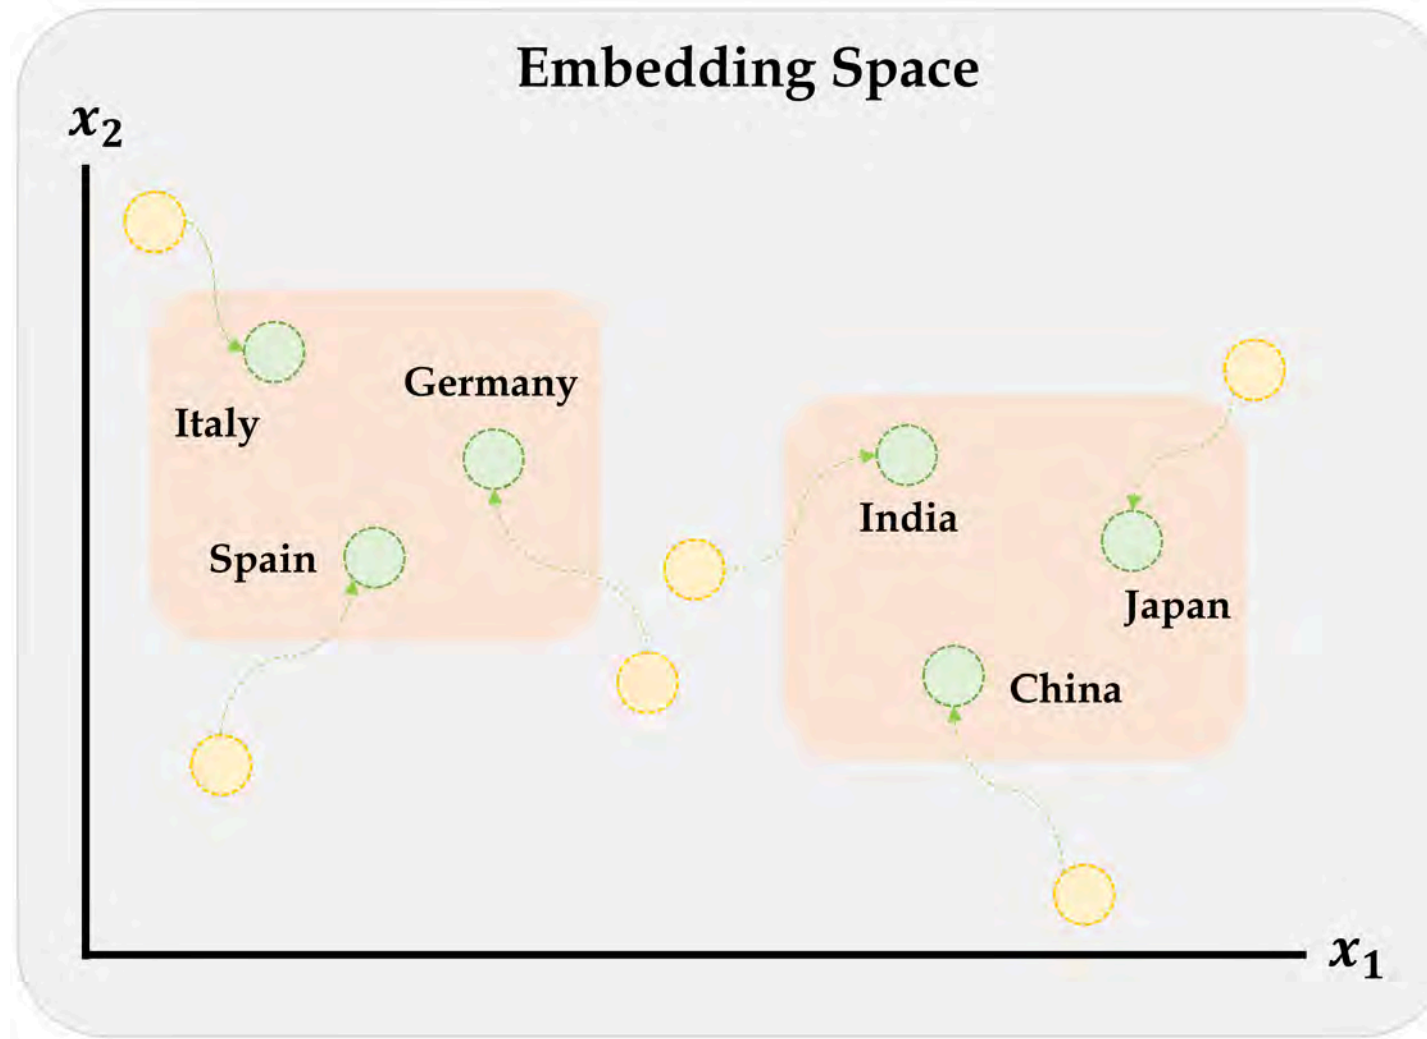 Embedding Space
x₂
Germany
Italy
India
Spain
Japan
China
x₁